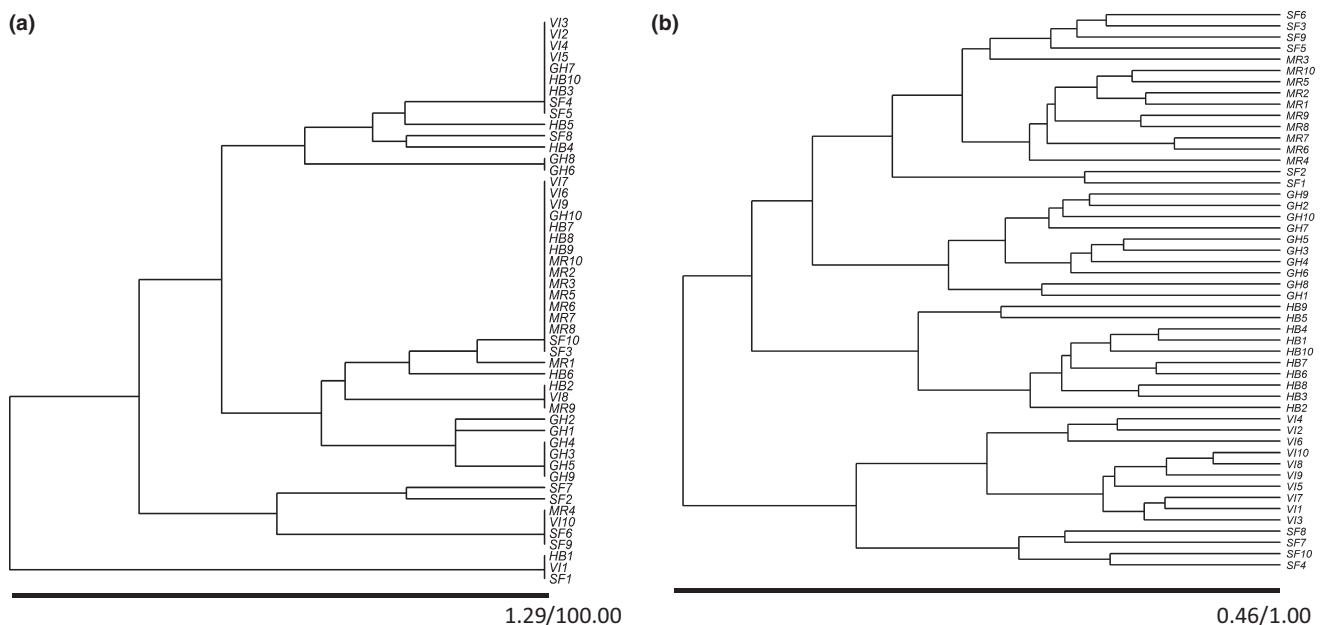 (a)
VI3
VI2
VI4
VI5
GH7
HB10
HB3
SF4
SF5
HB5
SF8
HB4
GH8
GH6
VI7
VI6
VI9
GH10
HB7
HB8
HB9
MR10
MR2
MR3
MR5
MR6
MR7
MR8
SF10
SF3
MR1
HB6
HB2
VI8
MR9
GH2
GH1
GH4
GH3
GH5
GH9
SF7
SF2
MR4
VI10
SF6
SF9
HB1
VI1
SF1
1.29/100.00
(b)
SF6
SF3
SF9
SF5
MR3
MR10
MR5
MR2
MR1
MR9
MR8
MR7
MR6
MR4
SF2
SF1
GH9
GH2
GH10
GH7
GH5
GH3
GH4
GH6
GH8
GH1
HB9
HB5
HB4
HB1
HB10
HB7
HB6
HB8
HB3
HB2
VI4
VI2
VI6
VI10
VI8
VI9
VI5
VI7
VI1
VI3
SF8
SF7
SF10
SF4
0.46/1.00